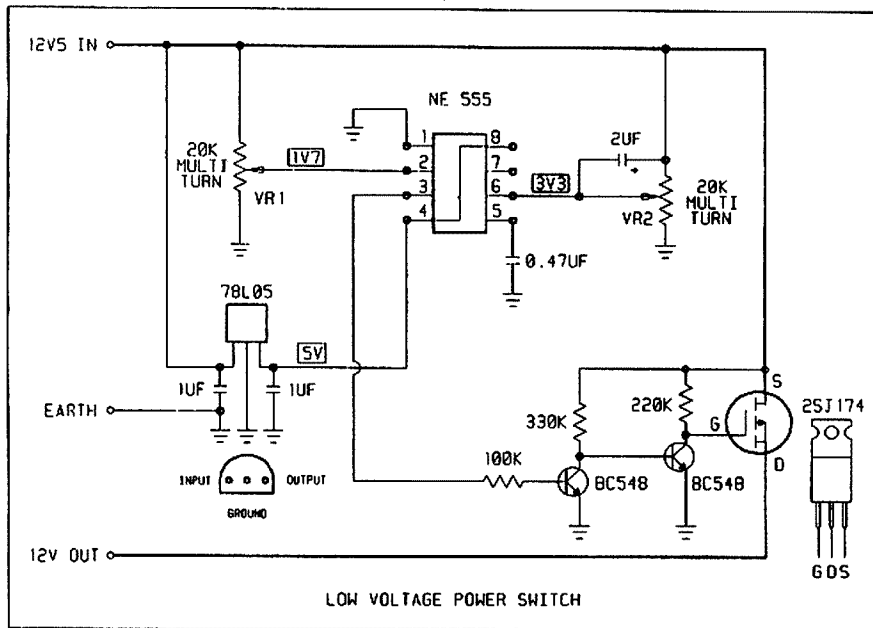 12V5 IN
NE 555
1
8
2UF
+
20K
MULTI
TURN
1V7
2
7
3V3
20K
MULTI
TURN
VR1
3
6
VR2
4
5
0.47UF
78L05
5V
1UF
1UF
S
EARTH
330K
220K
G
2SJ174
D
INPUT
OUTPUT
100K
BC548
BC548
GROUND
12V OUT
G D S
LOW VOLTAGE POWER SWITCH